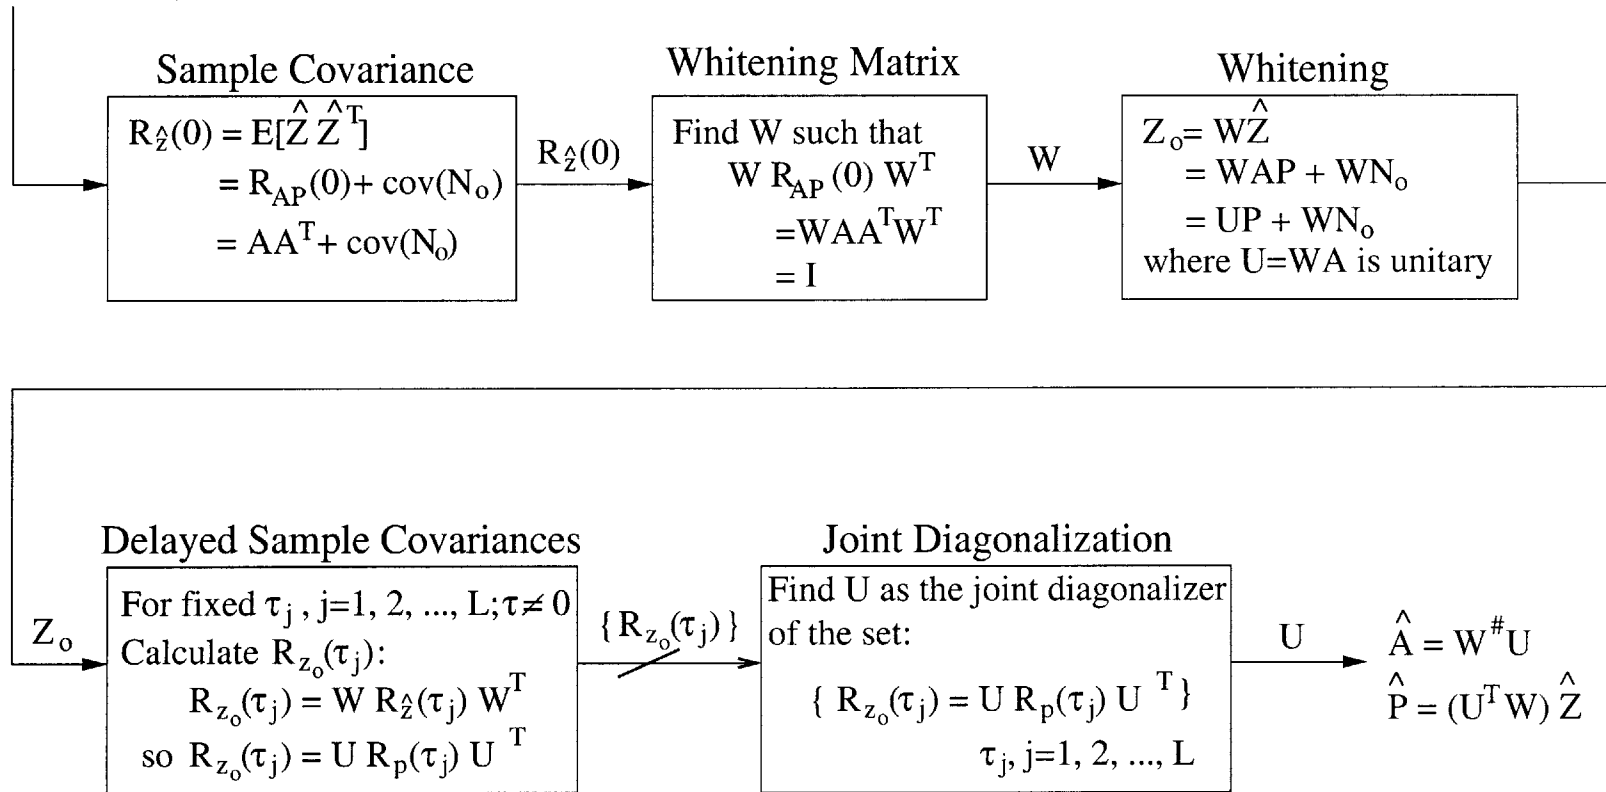 Sample Covariance
R_ẑ(0) = E[Ẑ Ẑ^T]
= R_AP(0) + cov(N_o)
= AA^T + cov(N_o)
R_ẑ(0)
Whitening Matrix
Find W such that
W R_AP (0) W^T
=WAA^TW^T
= I
W
Whitening
Z_o = WẐ
= WAP + WN_o
= UP + WN_o
where U=WA is unitary
Z_o
Delayed Sample Covariances
For fixed τ_j , j=1, 2, ..., L;τ≠ 0
Calculate R_z_o(τ_j):
R_z_o(τ_j) = W R_ẑ(τ_j) W^T
so R_z_o(τ_j) = U R_p(τ_j) U^T
{R_z_o(τ_j)}
Joint Diagonalization
Find U as the joint diagonalizer
of the set:
{ R_z_o(τ_j) = U R_p(τ_j) U^T }
τ_j, j=1, 2, ..., L
U
Â = W^#U
P̂ = (U^TW) Ẑ